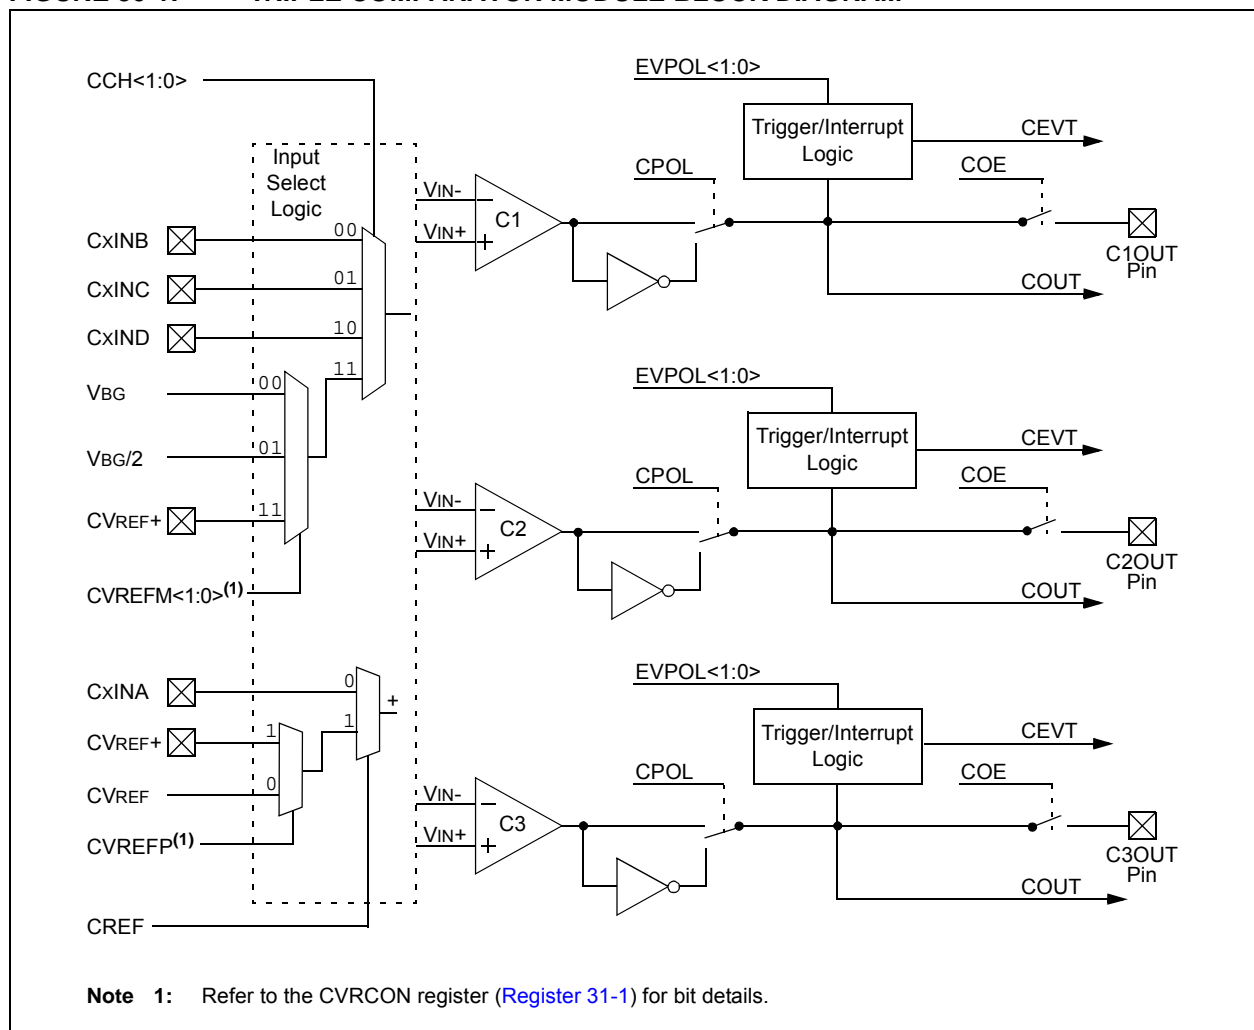 CCH<1:0>
Input
Select
Logic
CxINB
00
CxINC
01
CxIND
10
11
VBG
00
VBG/2
01
CVREF+
11
CVREFM<1:0>(1)
CxINA
0
+
CVREF+
1
1
CVREF
0
CVREFP(1)
CREF
EVPOL<1:0>
Trigger/Interrupt
Logic
CEVT
CPOL
COE
VIN-
–
VIN+
+
C1
C1OUT
Pin
COUT
EVPOL<1:0>
Trigger/Interrupt
Logic
CEVT
CPOL
COE
VIN-
–
VIN+
+
C2
C2OUT
Pin
COUT
EVPOL<1:0>
Trigger/Interrupt
Logic
CEVT
CPOL
COE
VIN-
–
VIN+
+
C3
C3OUT
Pin
COUT
Note 1: Refer to the CVRCON register (Register 31-1) for bit details.